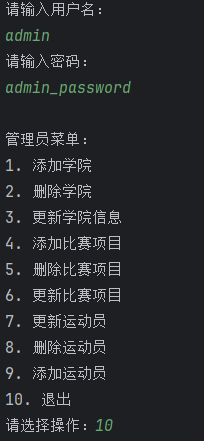 请输入用户名：
admin
请输入密码：
admin_password
管理员菜单：
1. 添加学院
2. 删除学院
3. 更新学院信息
4. 添加比赛项目
5. 删除比赛项目
6. 更新比赛项目
7. 更新运动员
8. 删除运动员
9. 添加运动员
10. 退出
请选择操作：10